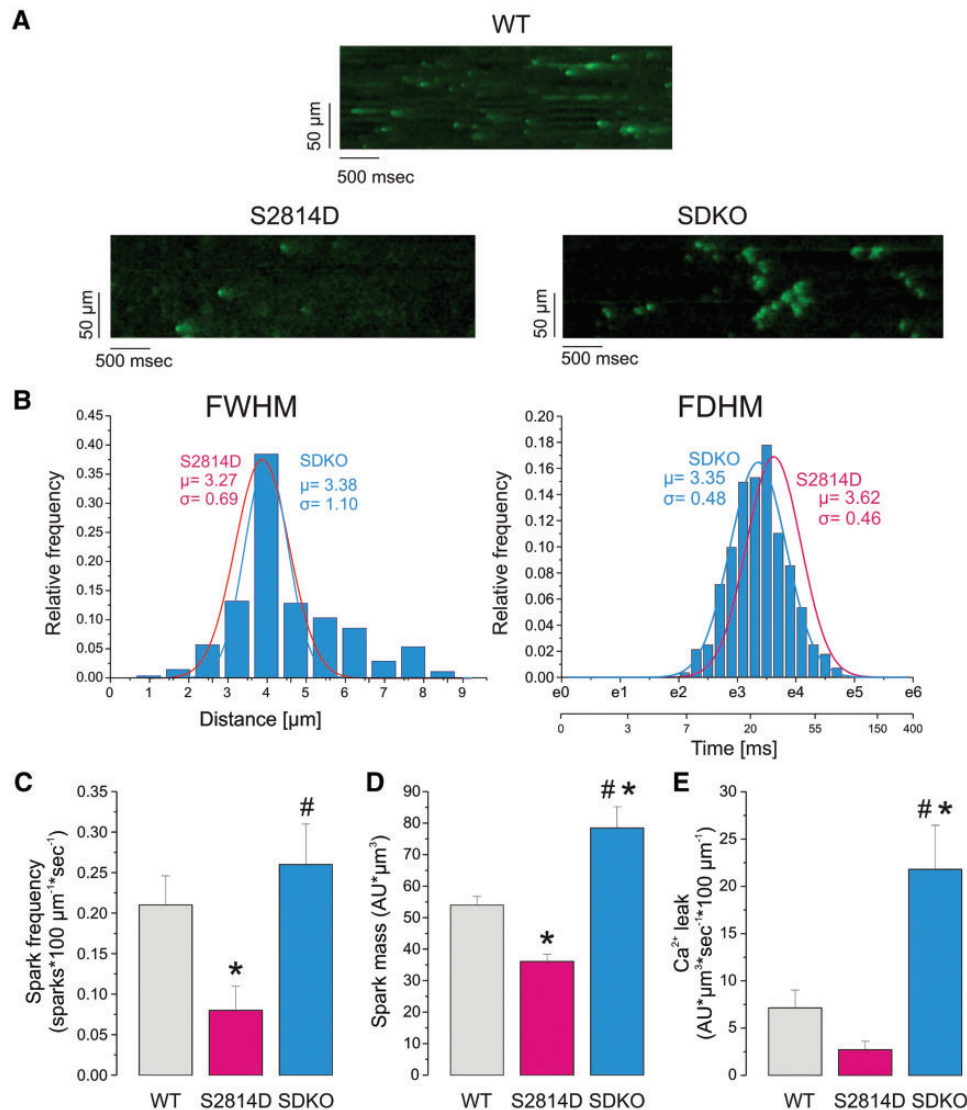 A
WT
50 µm
500 msec
S2814D
SDKO
50 µm
500 msec
50 µm
500 msec
B
FWHM
Relative frequency
0.45
0.40
0.35
0.30
0.25
0.20
0.15
0.10
0.05
0.00
S2814D
µ= 3.27
σ= 0.69
SDKO
µ= 3.38
σ= 1.10
0 1 2 3 4 5 6 7 8 9
Distance [µm]
FDHM
Relative frequency
0.20
0.18
0.16
0.14
0.12
0.10
0.08
0.06
0.04
0.02
0.00
SDKO
µ= 3.35
σ= 0.48
S2814D
µ= 3.62
σ= 0.46
e0 e1 e2 e3 e4 e5 e6
0 3 7 20 55 150 400
Time [ms]
C
Spark frequency
(sparks*100 µm⁻¹*sec⁻¹)
0.35
0.30
0.25
0.20
0.15
0.10
0.05
0.00
*
#
WT S2814D SDKO
D
Spark mass (AU*µm³)
90
80
70
60
50
40
30
20
10
0
*
# *
WT S2814D SDKO
E
Ca²⁺ leak
(AU*µm³*sec⁻¹*100 µm⁻¹)
30
25
20
15
10
5
0
# *
WT S2814D SDKO